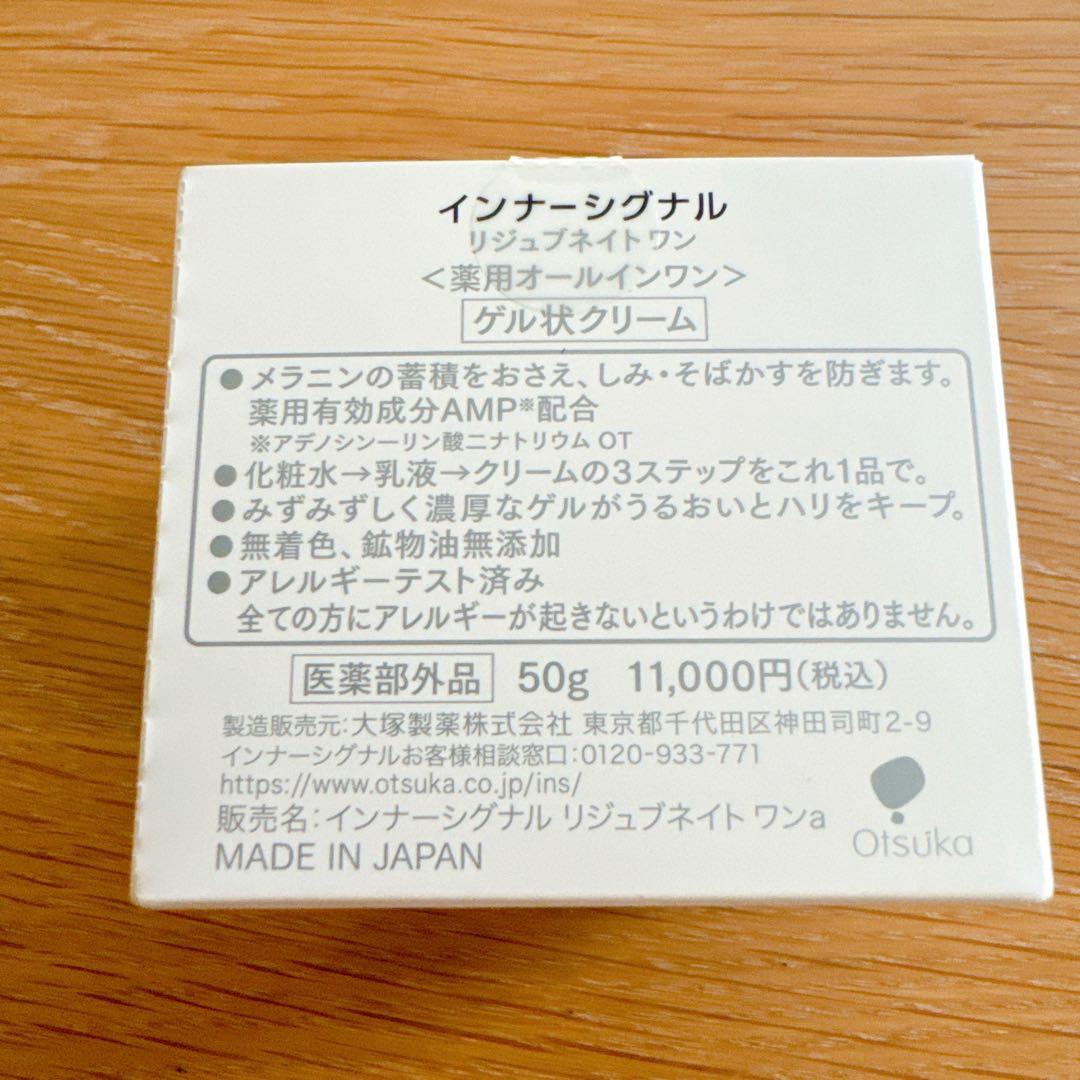 インナーシグナル
リジュブネイト ワン
＜薬用オールインワン＞
ゲル状クリーム
●メラニンの蓄積をおさえ、しみ・そばかすを防ぎます。
薬用有効成分AMP※配合
※アデノシン一リン酸二ナトリウム OT
●化粧水→乳液→クリームの3ステップをこれ1品で。
●みずみずしく濃厚なゲルがうるおいとハリをキープ。
●無着色、鉱物油無添加
●アレルギーテスト済み
全ての方にアレルギーが起きないというわけではありません。
医薬部外品 50g 11,000円(税込)
製造販売元:大塚製薬株式会社 東京都千代田区神田司町2-9
インナーシグナルお客様相談窓口:0120-933-771
https://www.otsuka.co.jp/ins/
販売名:インナーシグナル リジュブネイト ワンa
MADE IN JAPAN
Otsuka